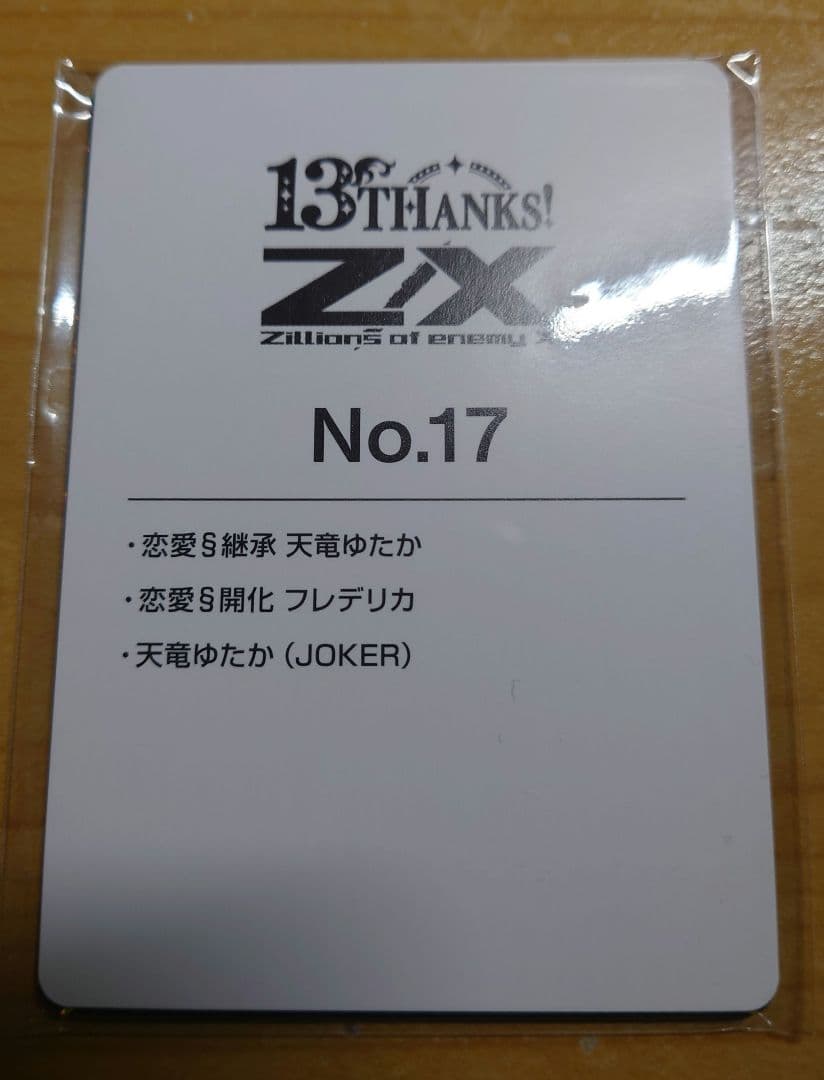 13THANKS!
Z/X
Zillions of enemy X
No.17
・恋愛§継承 天竜ゆたか
・恋愛§開化 フレデリカ
・天竜ゆたか（JOKER）